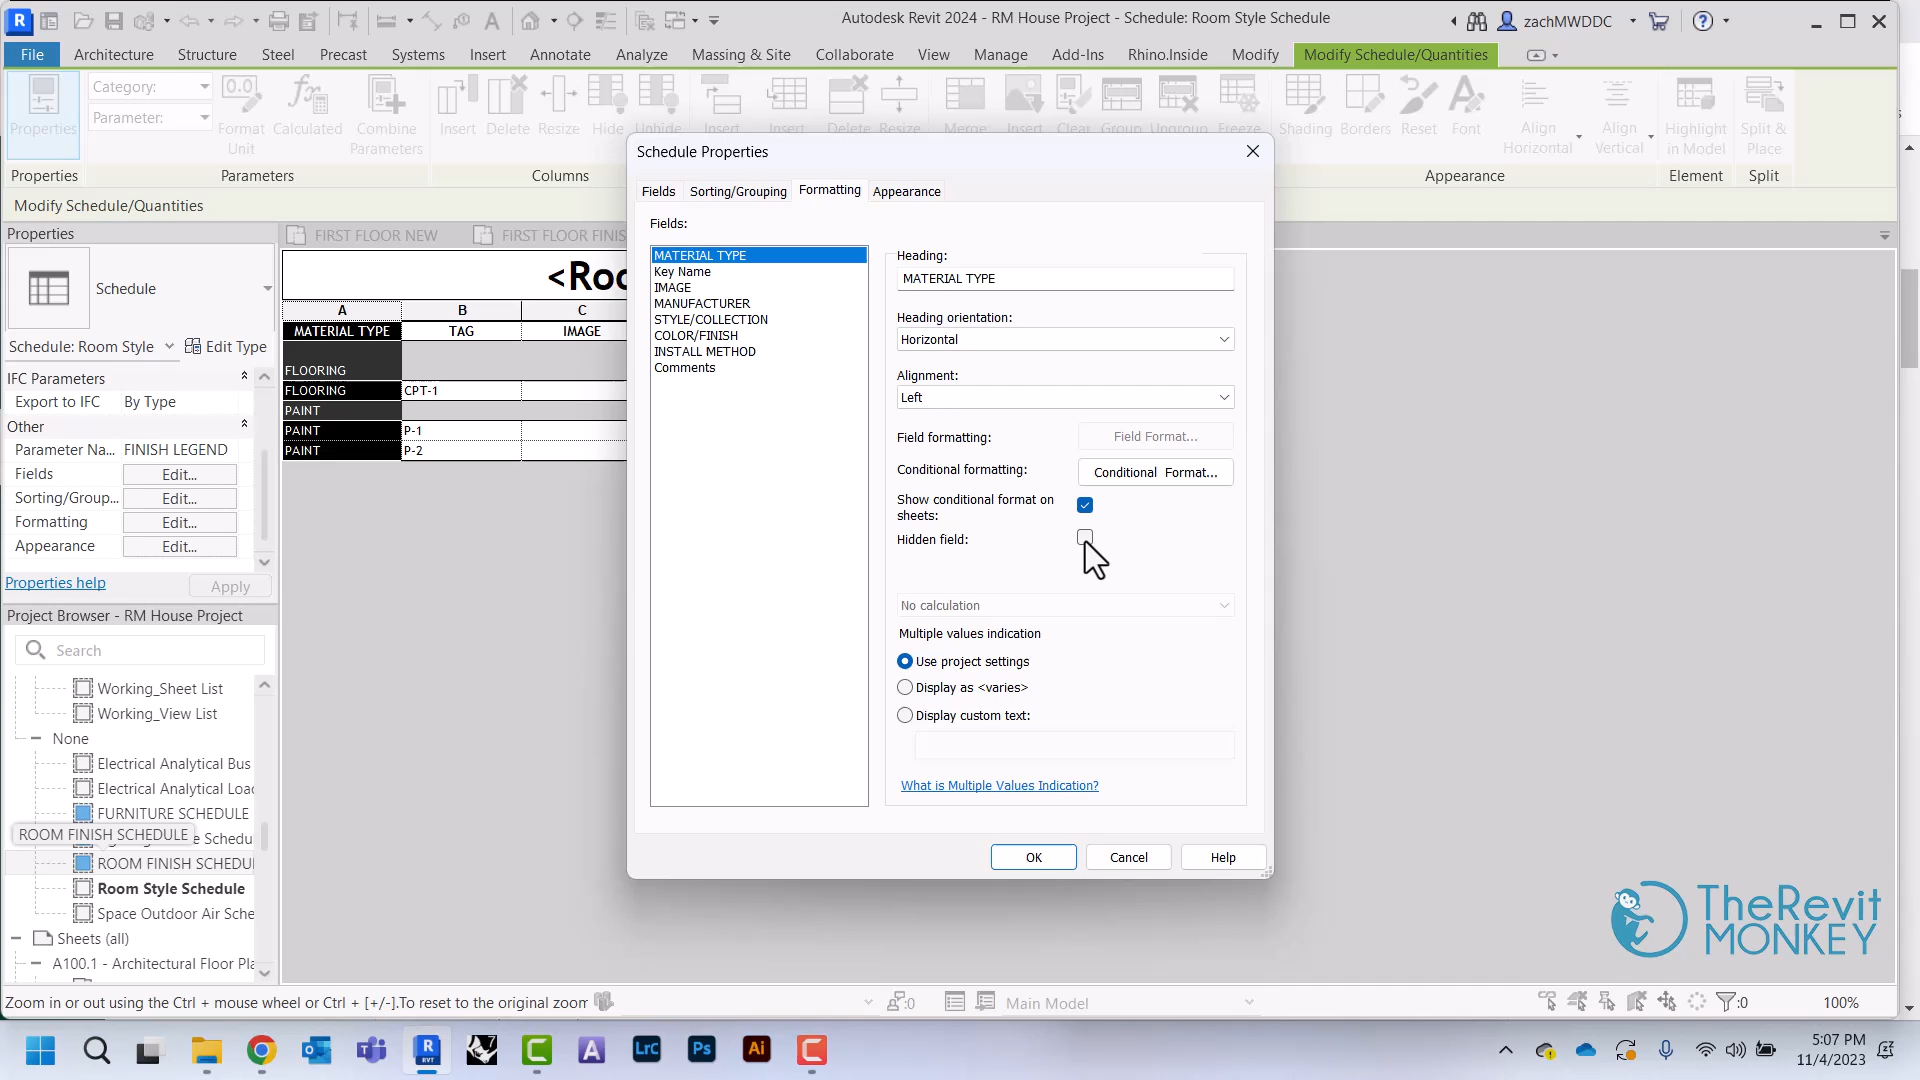 Autodesk Revit 2024 - RM House Project - Schedule: Room Style Schedule
zachMWDDC
File Architecture Structure Steel Precast Systems Insert Annotate Analyze Massing & Site Collaborate View Manage Add-Ins Rhino.Inside Modify Modify Schedule/Quantities
Properties
Category:
Parameter:
Format Unit
Calculated
Combine Parameters
Insert Delete Resize Hide Unhide Insert Insert Delete Resize Merge Insert Clear Group Ungroup Freeze Shading Borders Reset Font
Align Horizontal
Align Vertical
Highlight in Model
Split & Place
Properties Parameters Columns Appearance Element Split
Modify Schedule/Quantities
Properties
Schedule
Schedule: Room Style
Edit Type
IFC Parameters
Export to IFC By Type
Other
Parameter Na... FINISH LEGEND
Fields Edit...
Sorting/Group... Edit...
Formatting Edit...
Appearance Edit...
Properties help
Apply
Project Browser - RM House Project
Search
Working_Sheet List
Working_View List
None
Electrical Analytical Bus
Electrical Analytical Loa
FURNITURE SCHEDULE
ROOM FINISH SCHEDULE
e Schedu
ROOM FINISH SCHEDU
Room Style Schedule
Space Outdoor Air Sche
Sheets (all)
A100.1 - Architectural Floor Pla
FIRST FLOOR NEW
FIRST FLOOR FINIS
<Roo
A B C
MATERIAL TYPE TAG IMAGE
FLOORING
FLOORING CPT-1
PAINT
PAINT P-1
PAINT P-2
Schedule Properties
Fields Sorting/Grouping Formatting Appearance
Fields:
MATERIAL TYPE
Key Name
IMAGE
MANUFACTURER
STYLE/COLLECTION
COLOR/FINISH
INSTALL METHOD
Comments
Heading:
MATERIAL TYPE
Heading orientation:
Horizontal
Alignment:
Left
Field formatting: Field Format...
Conditional formatting: Conditional Format...
Show conditional format on
sheets:
Hidden field:
No calculation
Multiple values indication
Use project settings
Display as <varies>
Display custom text:
What is Multiple Values Indication?
OK Cancel Help
TheRevit
MONKEY
Zoom in or out using the Ctrl + mouse wheel or Ctrl + [+/-].To reset to the original zoom
:0
Main Model
:0
100%
R
RVT
7
C
A
LrC
Ps
Ai
C
5:07 PM
11/4/2023